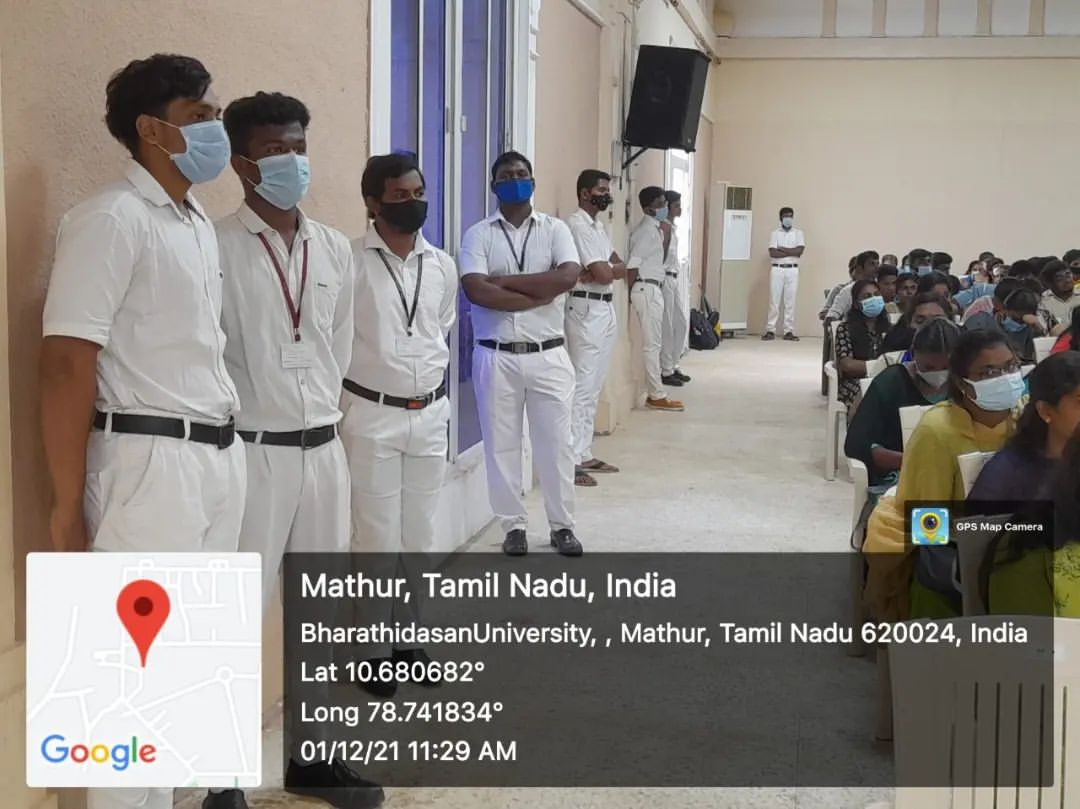 GPS Map Camera
Mathur, Tamil Nadu, India
BharathidasanUniversity, , Mathur, Tamil Nadu 620024, India
Lat 10.680682°
Long 78.741834°
01/12/21 11:29 AM
Google